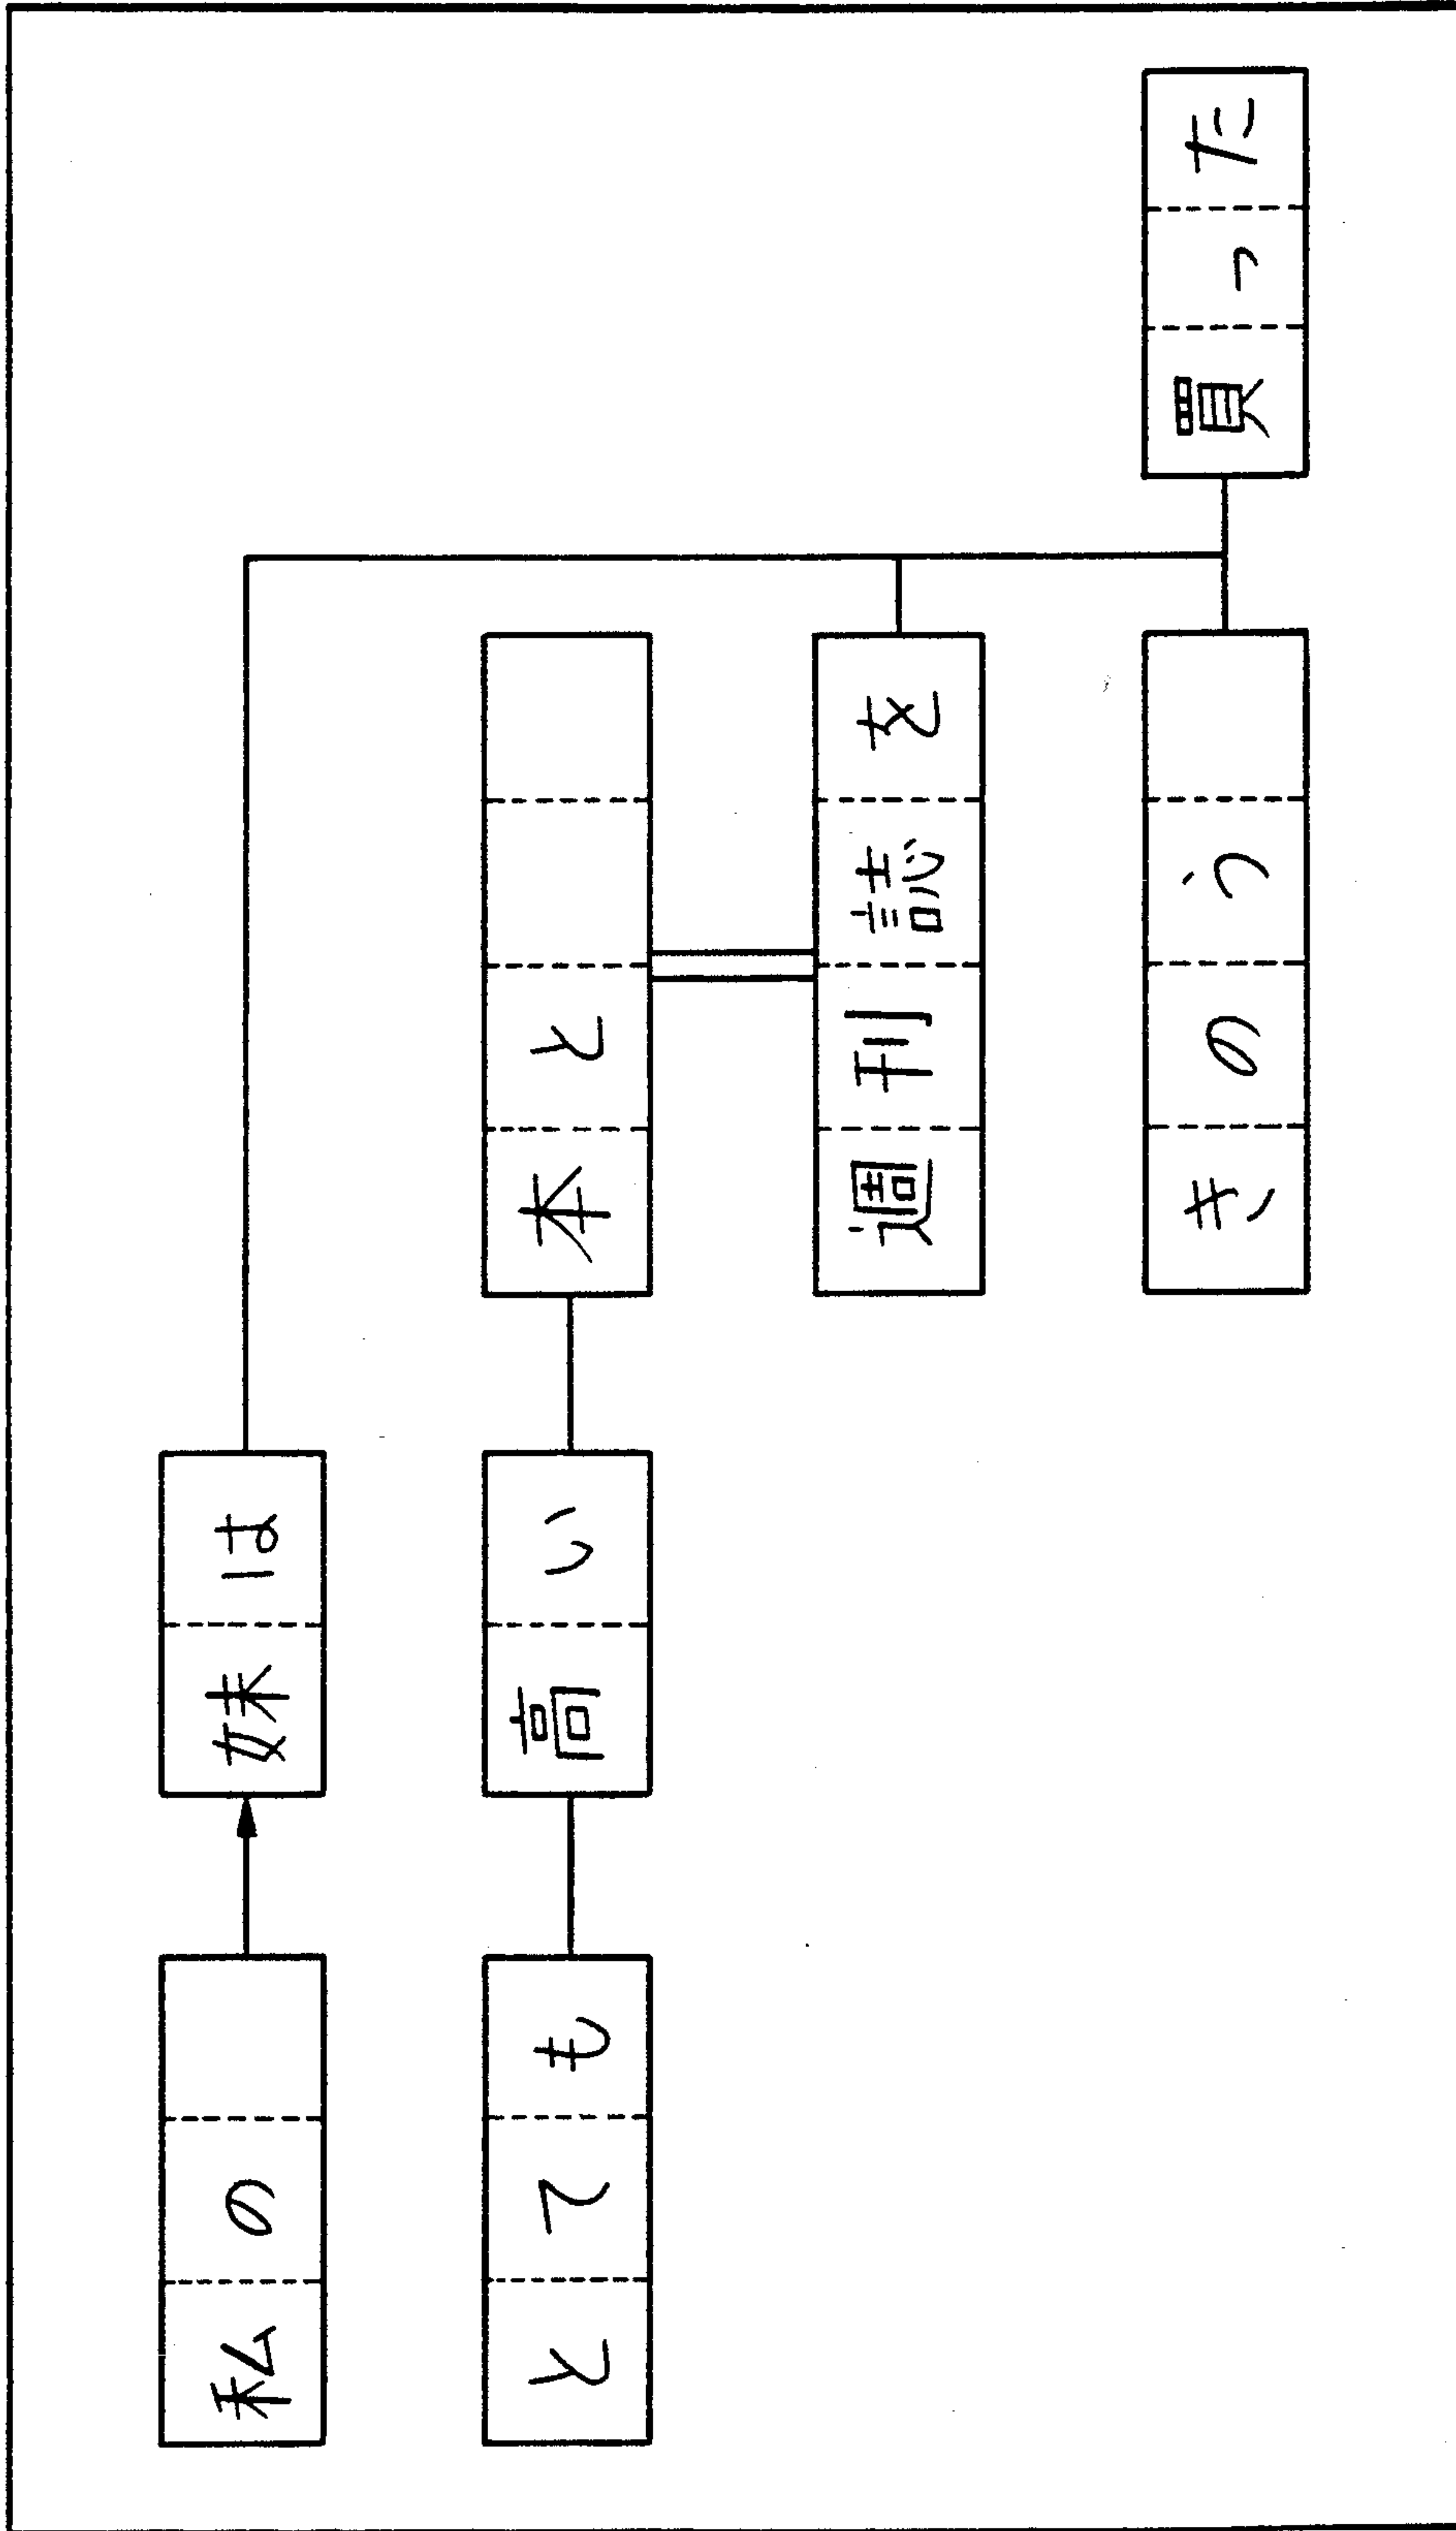 私の 妹は
とても 高い 本と
週刊誌を
きのう 買った